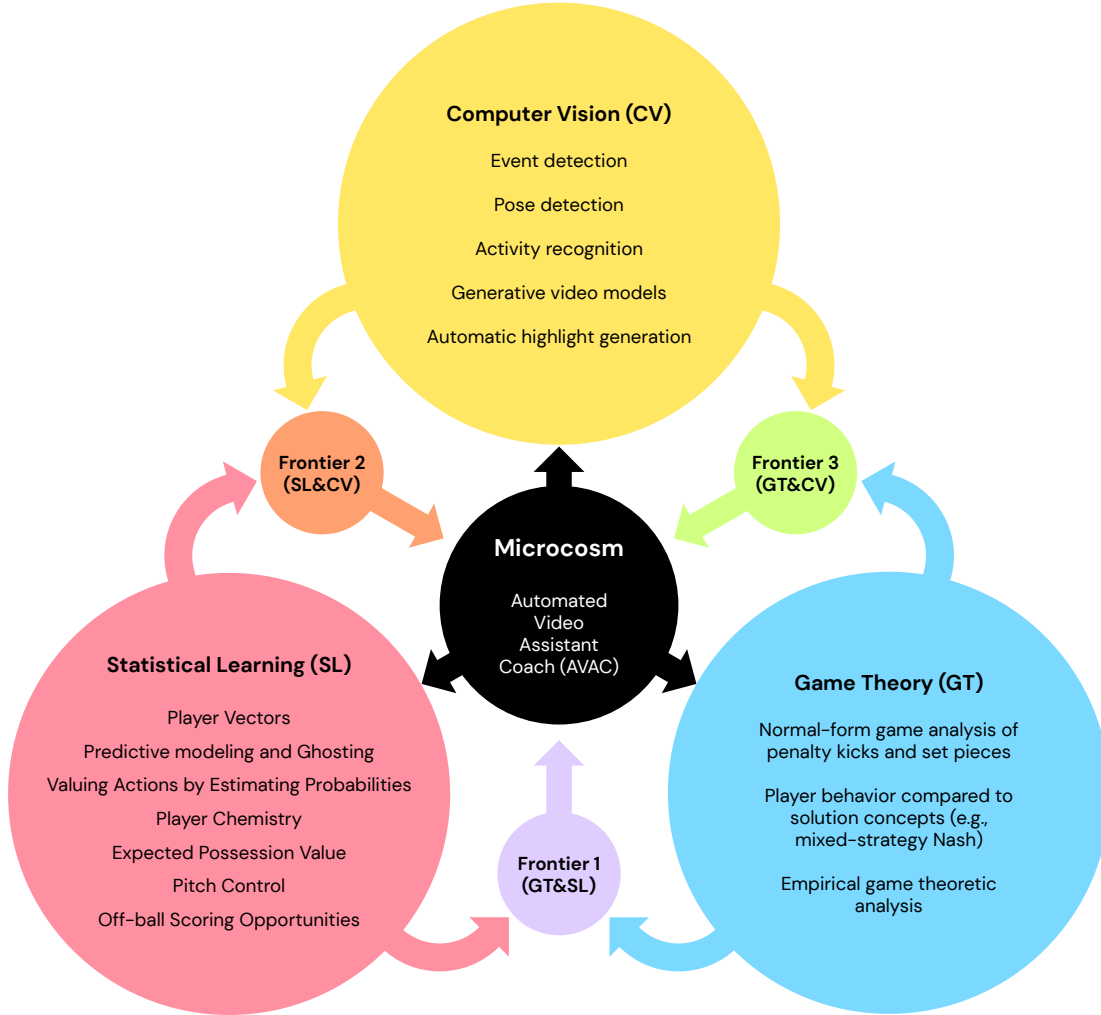 Computer Vision (CV)
Event detection
Pose detection
Activity recognition
Generative video models
Automatic highlight generation
Frontier 2
(SL&CV)
Frontier 3
(GT&CV)
Microcosm
Automated
Video
Assistant
Coach (AVAC)
Statistical Learning (SL)
Player Vectors
Predictive modeling and Ghosting
Valuing Actions by Estimating Probabilities
Player Chemistry
Expected Possession Value
Pitch Control
Off-ball Scoring Opportunities
Game Theory (GT)
Normal-form game analysis of
penalty kicks and set pieces
Player behavior compared to
solution concepts (e.g.,
mixed-strategy Nash)
Empirical game theoretic
analysis
Frontier 1
(GT&SL)